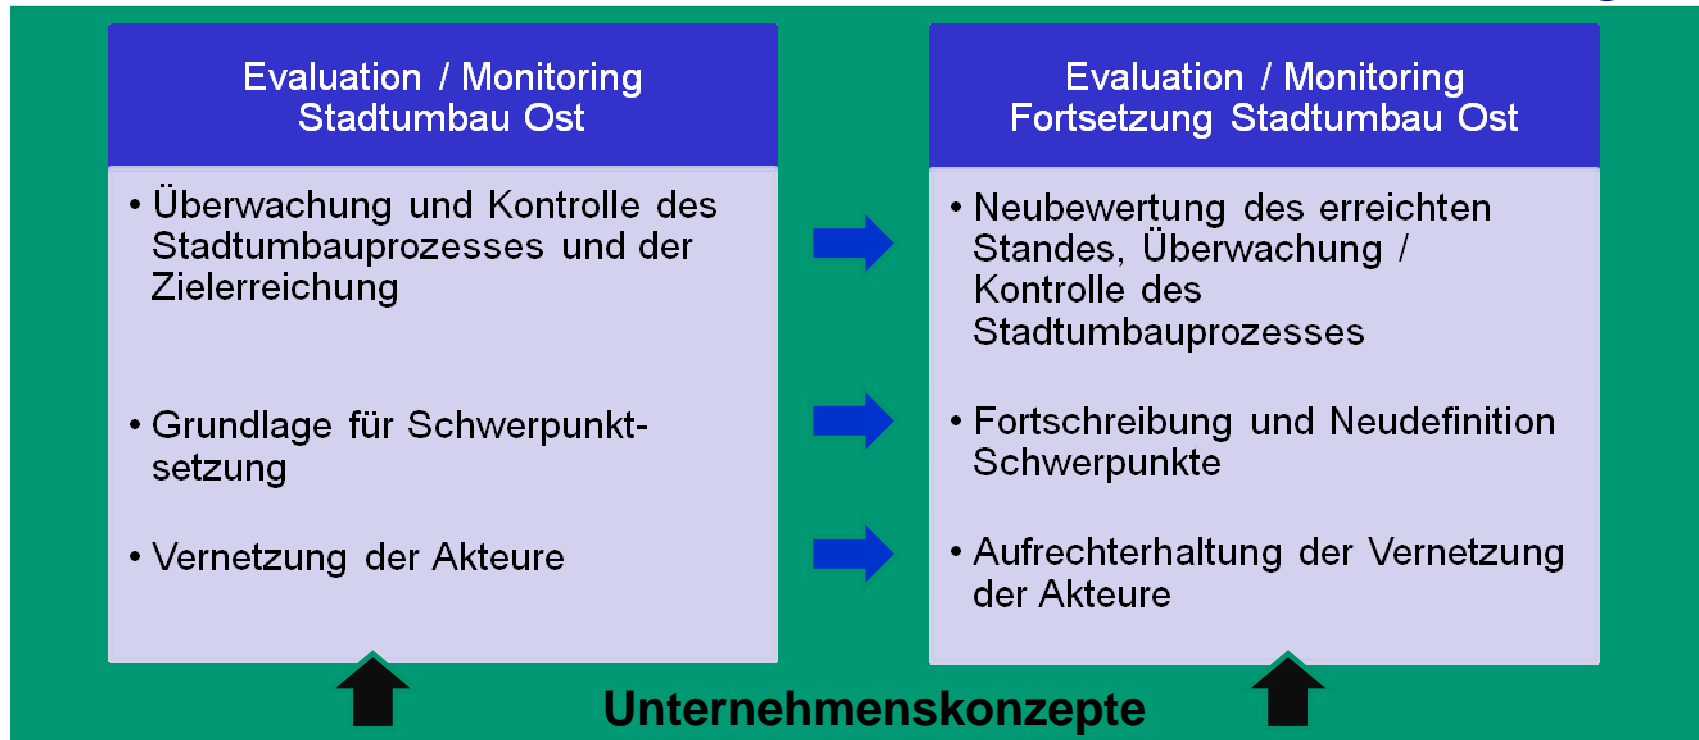 Evaluation / Monitoring
Stadtumbau Ost
• Überwachung und Kontrolle des
Stadtumbauprozesses und der
Zielerreichung
• Grundlage für Schwerpunkt-
setzung
• Vernetzung der Akteure
Evaluation / Monitoring
Fortsetzung Stadtumbau Ost
• Neubewertung des erreichten
Standes, Überwachung /
Kontrolle des
Stadtumbauprozesses
• Fortschreibung und Neudefinition
Schwerpunkte
• Aufrechterhaltung der Vernetzung
der Akteure
Unternehmenskonzepte